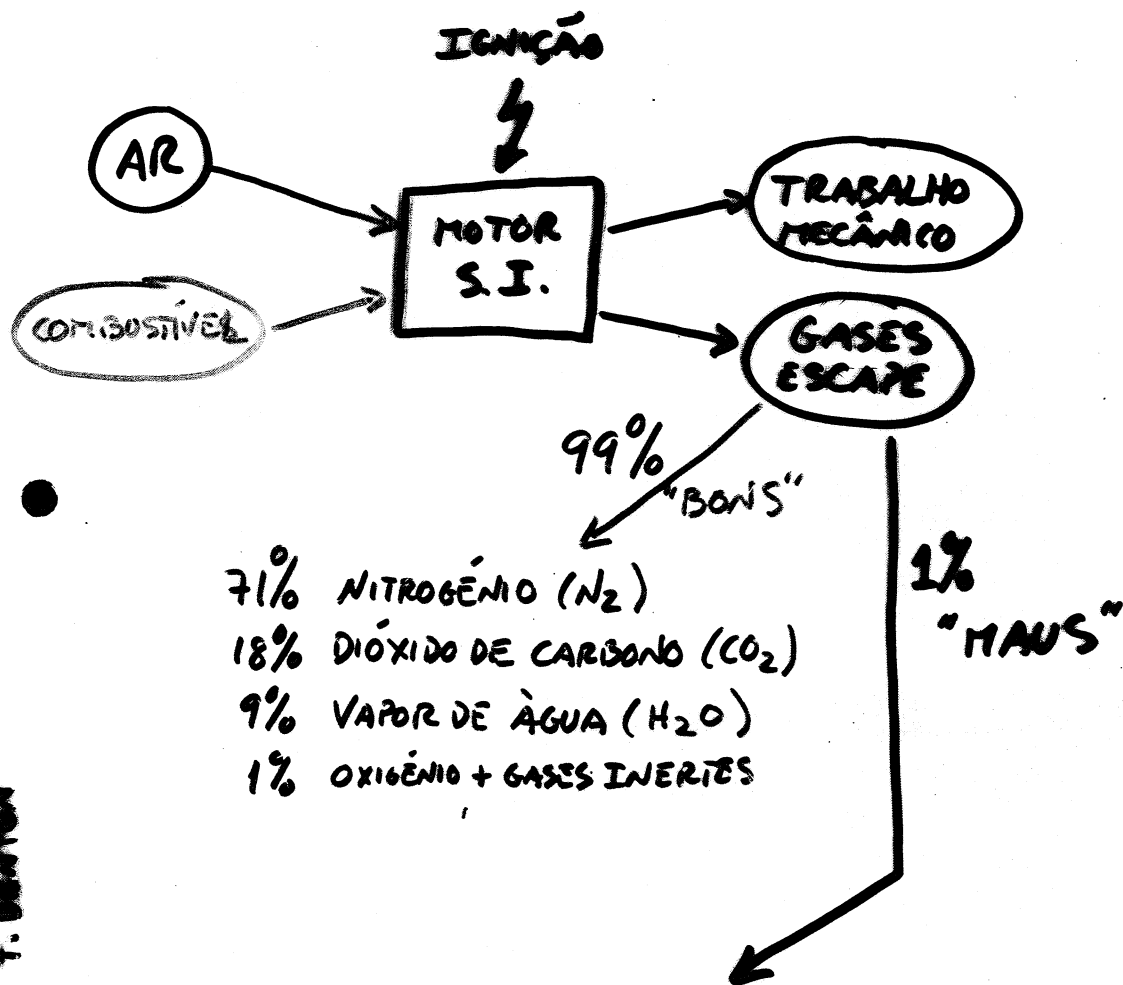 IGNIÇÃO
AR
MOTOR
S.I.
TRABALHO
MECÂNICO
COMBUSTÍVEL
GASES
ESCAPE
99%
"BONS"
1%
"MAUS"
71% NITROGÉNIO (N2)
18% DIÓXIDO DE CARBONO (CO2)
9% VAPOR DE ÀGUA (H2O)
1% OXIGÉNIO + GASES INERTES